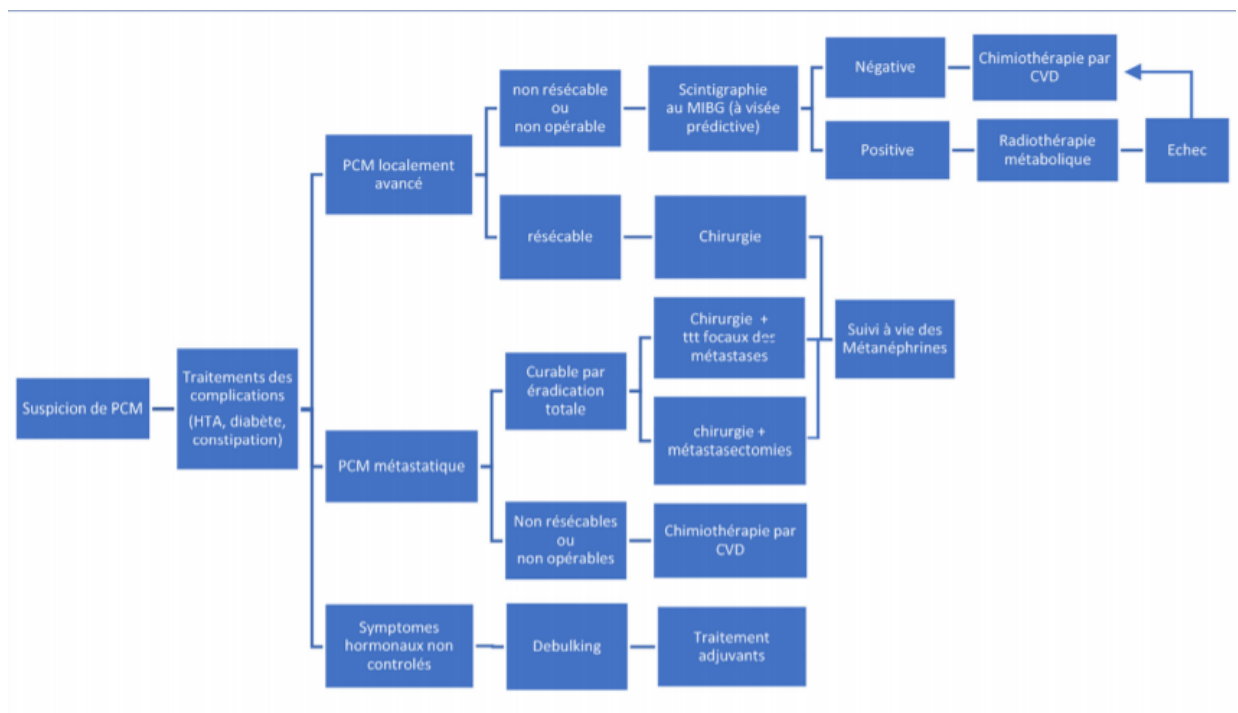 Suspicion de PCM
Traitements des
complications
(HTA, diabète,
constipation)
PCM localement
avancé
non résécable
ou
non opérable
Scintigraphie
au MIBG (à visée
prédictive)
Négative
Chimiothérapie par
CVD
Positive
Radiothérapie
métabolique
Echec
résécable
Chirurgie
PCM métastatique
Curable par
éradication
totale
Chirurgie +
ttt focaux des
métastases
chirurgie +
métastasectomies
Suivi à vie des
Métanéphrines
Non résécables
ou
non opérables
Chimiothérapie par
CVD
Symptomes
hormonaux non
controlés
Debulking
Traitement
adjuvants